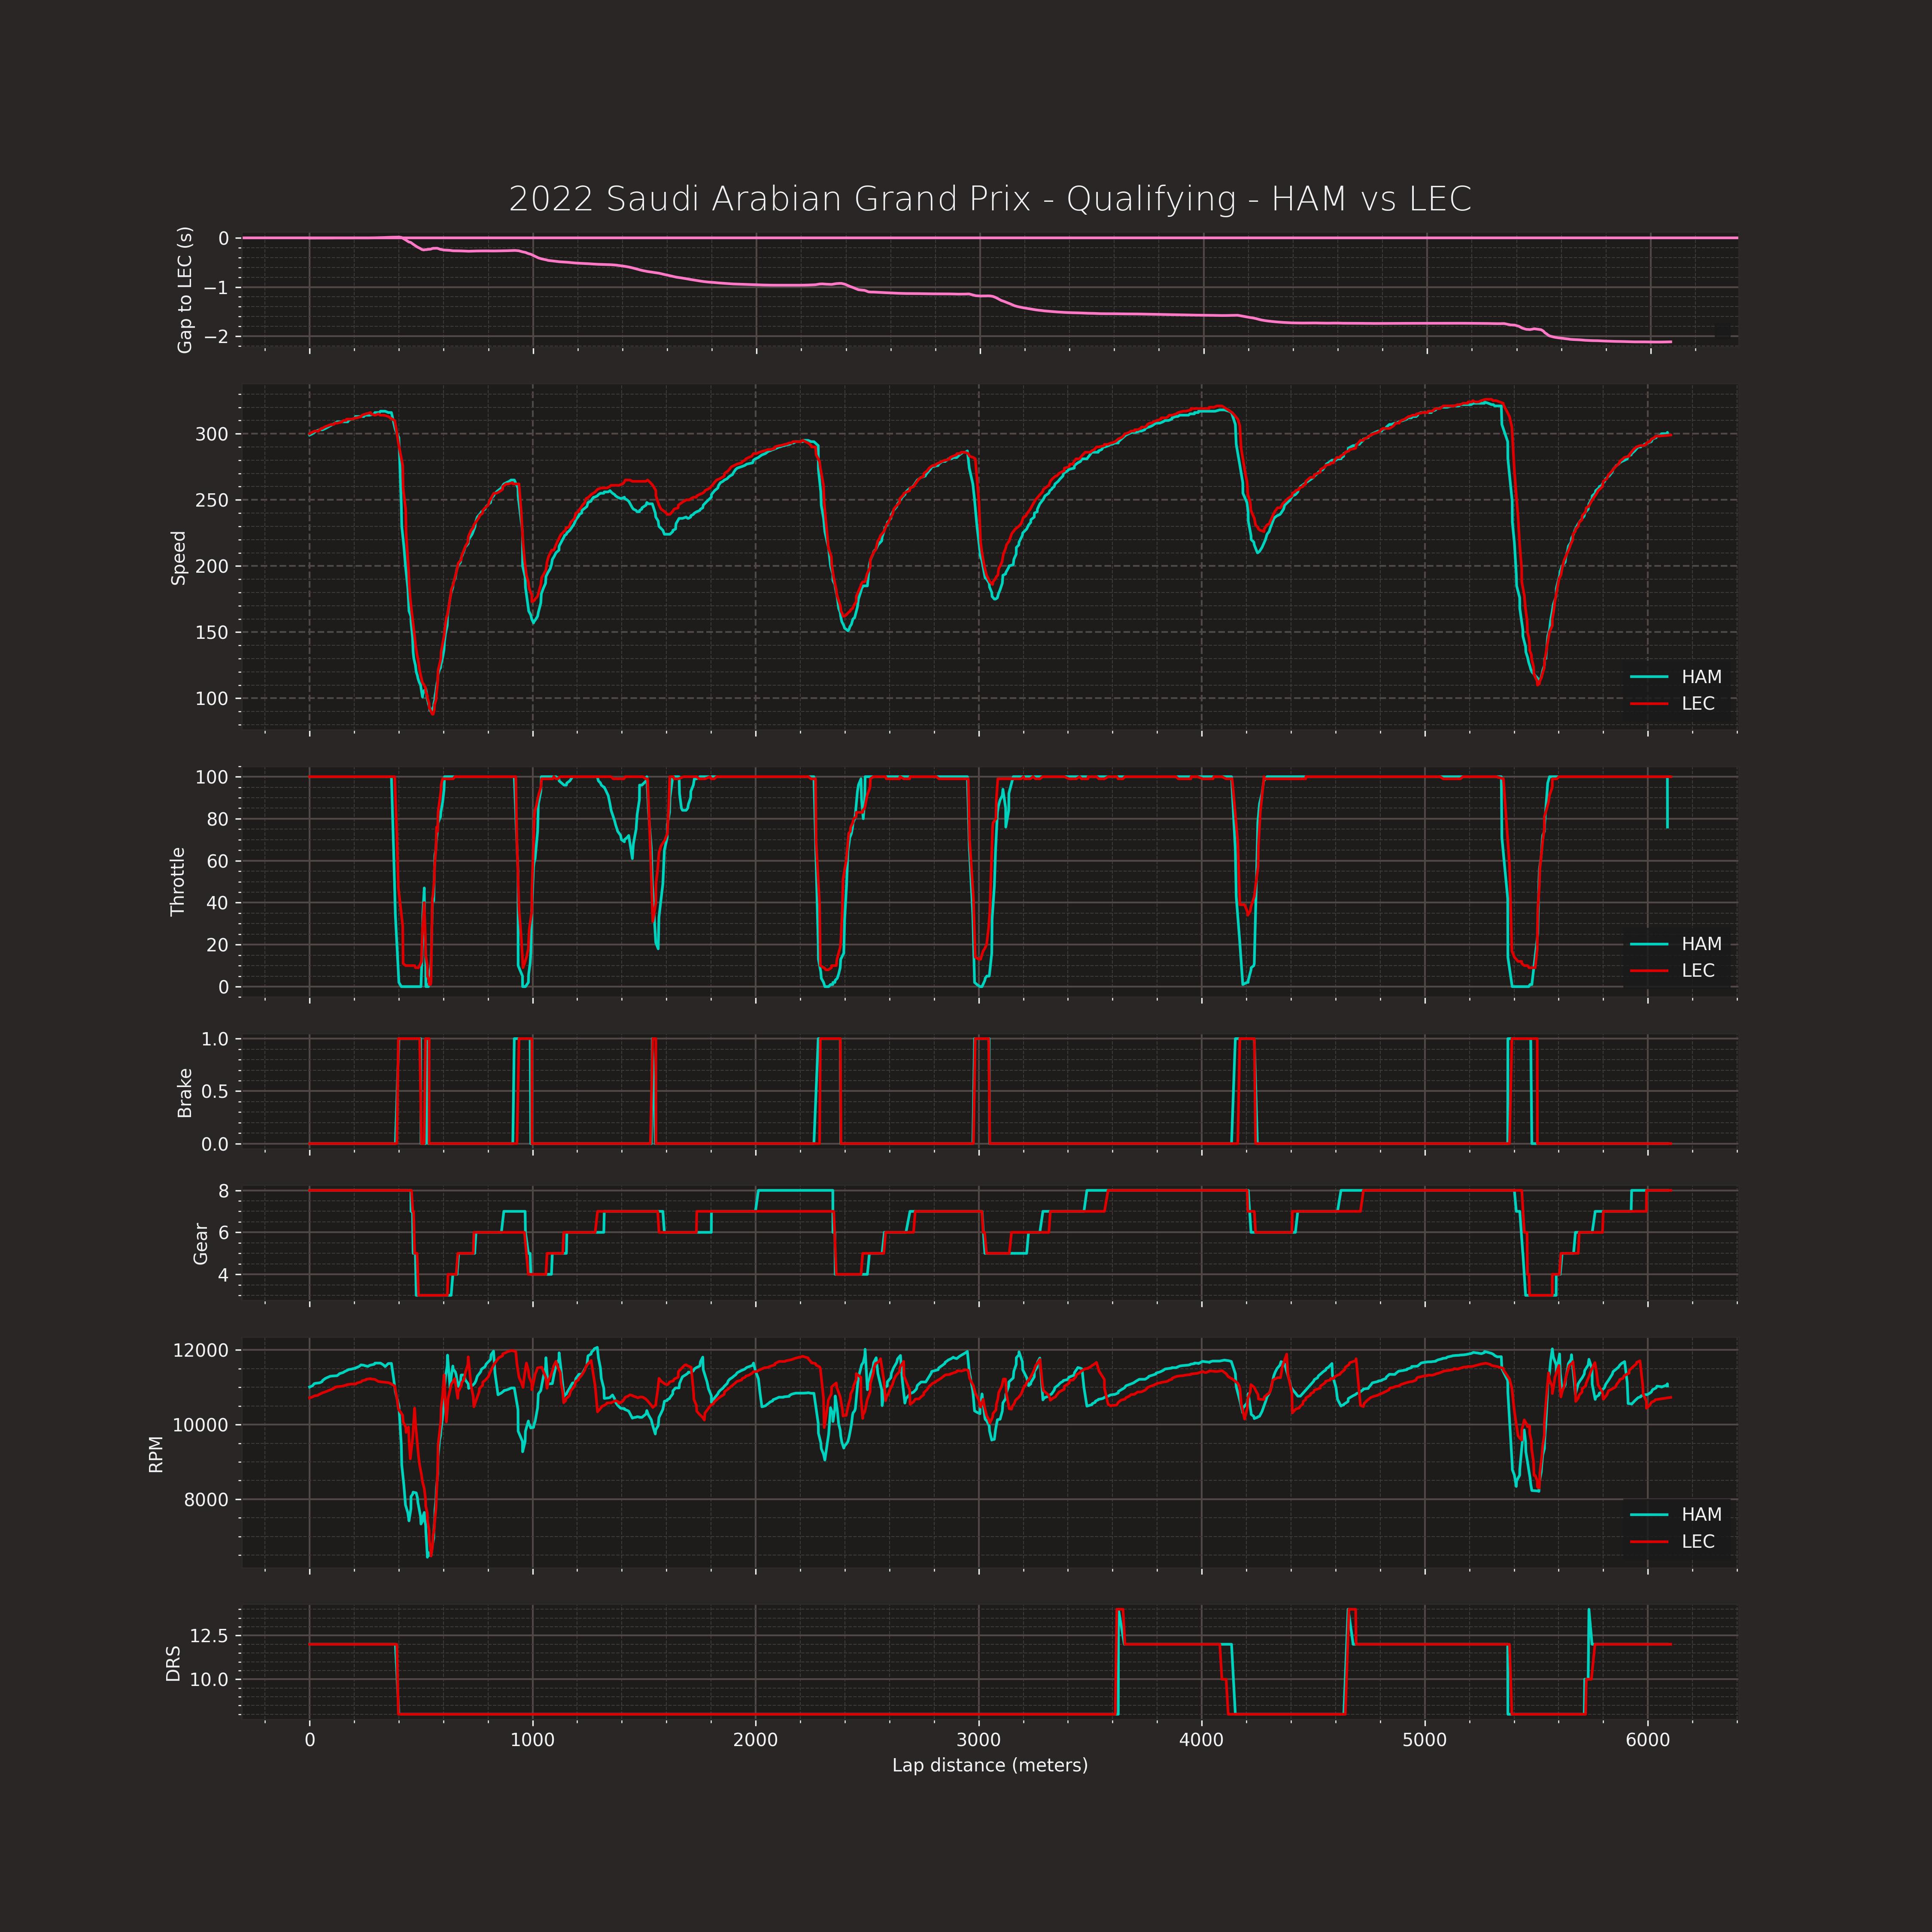 2022 Saudi Arabian Grand Prix - Qualifying - HAM vs LEC
Gap to LEC (s)
0
−1
−2
Speed
300
250
200
150
100
HAM
LEC
Throttle
100
80
60
40
20
0
HAM
LEC
Brake
1.0
0.5
0.0
Gear
8
6
4
RPM
12000
10000
8000
HAM
LEC
DRS
12.5
10.0
0 1000 2000 3000 4000 5000 6000
Lap distance (meters)